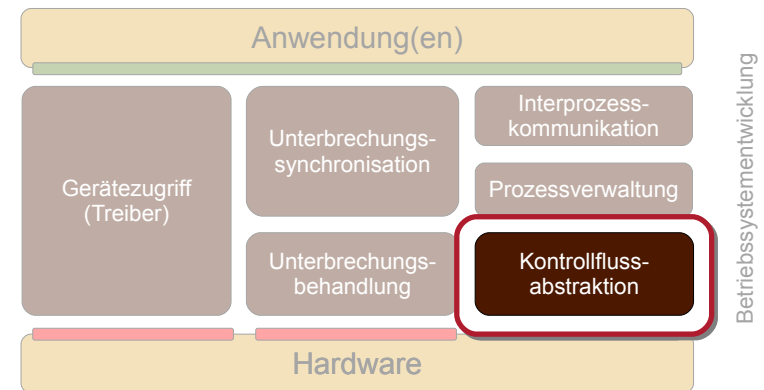 Anwendung(en)
Gerätezugriff
(Treiber)
Unterbrechungs-
synchronisation
Unterbrechungs-
behandlung
Interprozess-
kommunikation
Prozessverwaltung
Kontrollfluss-
abstraktion
Hardware
Betriebssystementwicklung